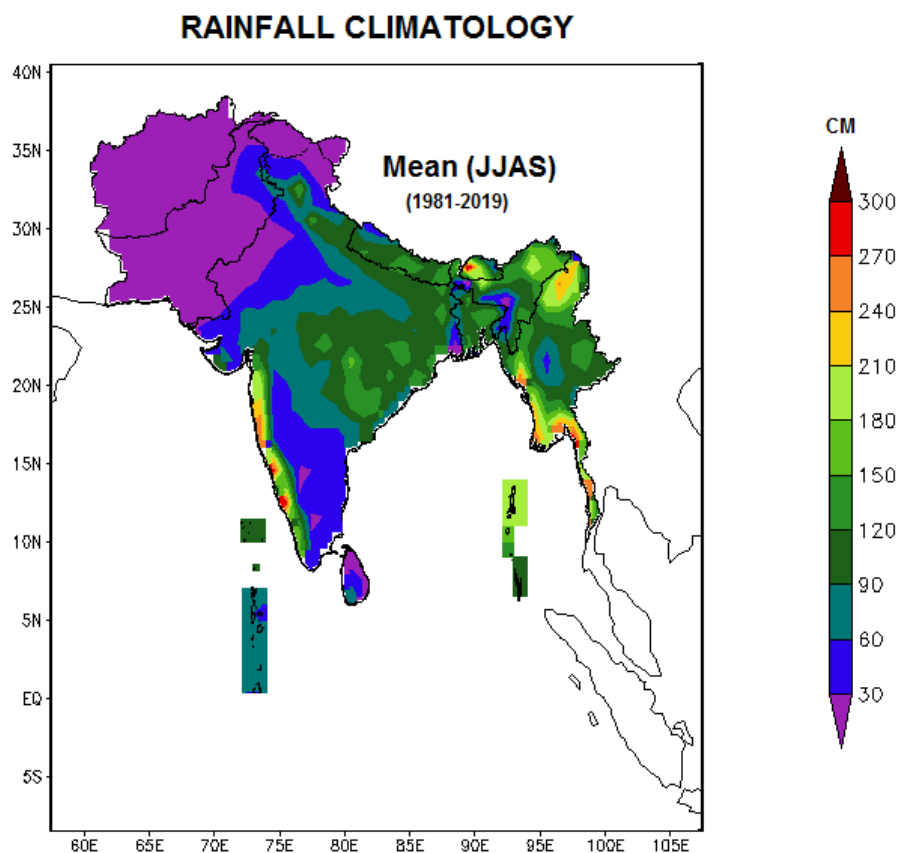 RAINFALL CLIMATOLOGY
40N
35N
30N
25N
20N
15N
10N
5N
EQ
5S
60E 65E 70E 75E 80E 85E 90E 95E 100E 105E
Mean (JJAS)
(1981-2019)
CM
300
270
240
210
180
150
120
90
60
30